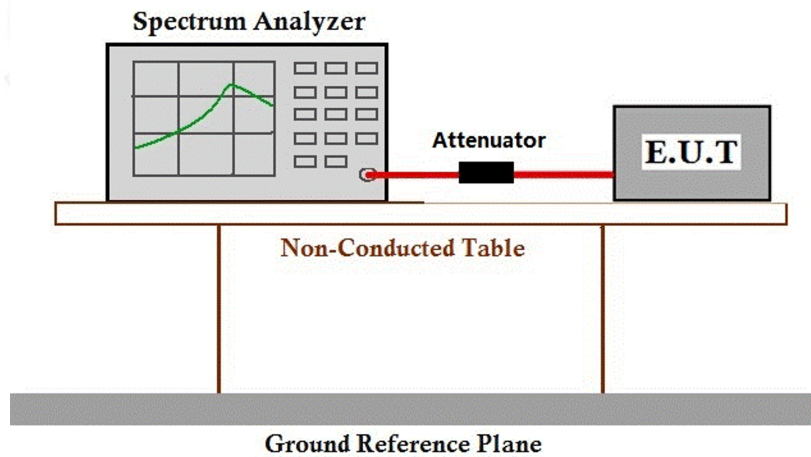 Spectrum Analyzer
Attenuator
E.U.T
Non-Conducted Table
Ground Reference Plane